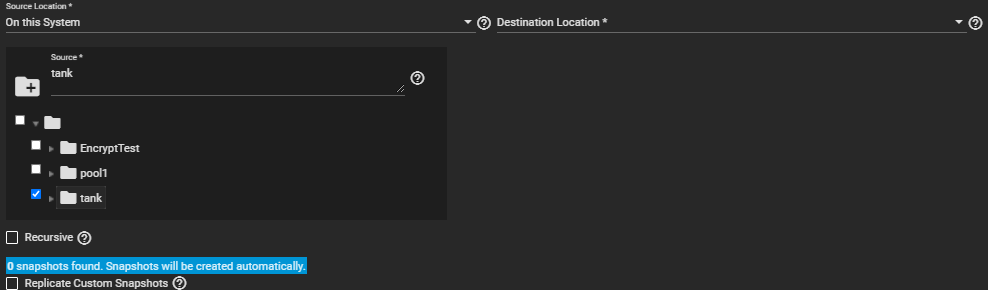 Source Location *
On this System
Destination Location *
Source *
tank
EncryptTest
pool1
tank
Recursive
0 snapshots found. Snapshots will be created automatically.
Replicate Custom Snapshots